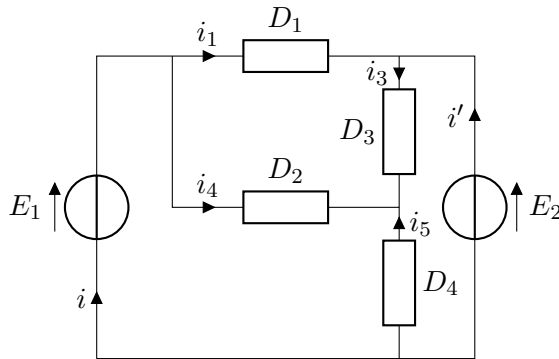 D₁
i₁
i₃
i'
D₃
E₁
i₄
D₂
E₂
i₅
i
D₄